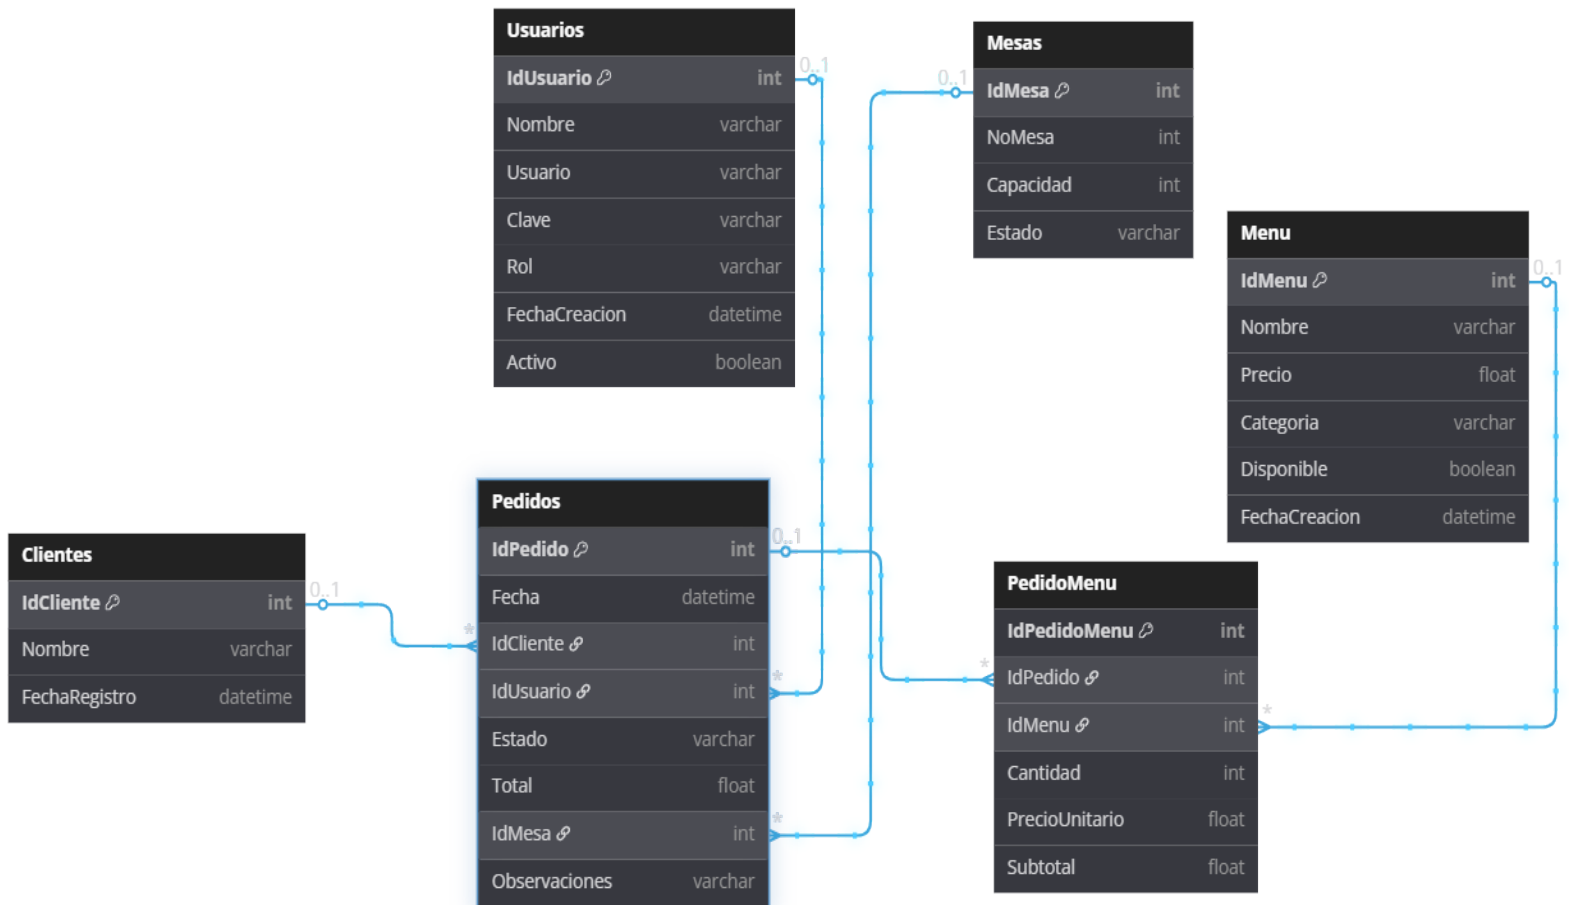 Usuarios
IdUsuario int
Nombre varchar
Usuario varchar
Clave varchar
Rol varchar
FechaCreacion datetime
Activo boolean
0..1
Mesas
0..1
IdMesa int
NoMesa int
Capacidad int
Estado varchar
Menu
IdMenu int
0..1
Nombre varchar
Precio float
Categoria varchar
Disponible boolean
FechaCreacion datetime
Clientes
IdCliente int
0..1
Nombre varchar
FechaRegistro datetime
Pedidos
IdPedido int
0..1
Fecha datetime
*
IdCliente int
IdUsuario int
*
Estado varchar
Total float
IdMesa int
*
Observaciones varchar
PedidoMenu
IdPedidoMenu int
*
IdPedido int
IdMenu int
*
Cantidad int
PrecioUnitario float
Subtotal float